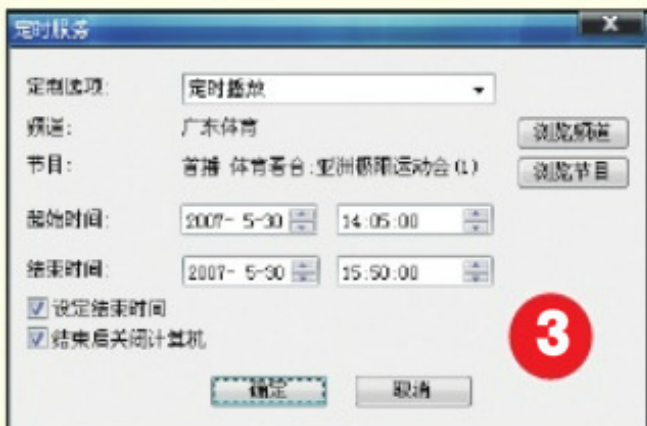 定时服务
定制选项: 定时播放
频道: 广东体育 浏览频道
节目: 首播 体育看台:亚洲极限运动会(1) 浏览节目
起始时间: 2007- 5-30 14:05:00
结束时间: 2007- 5-30 15:50:00
设定结束时间
结束后关闭计算机
3
确定 取消